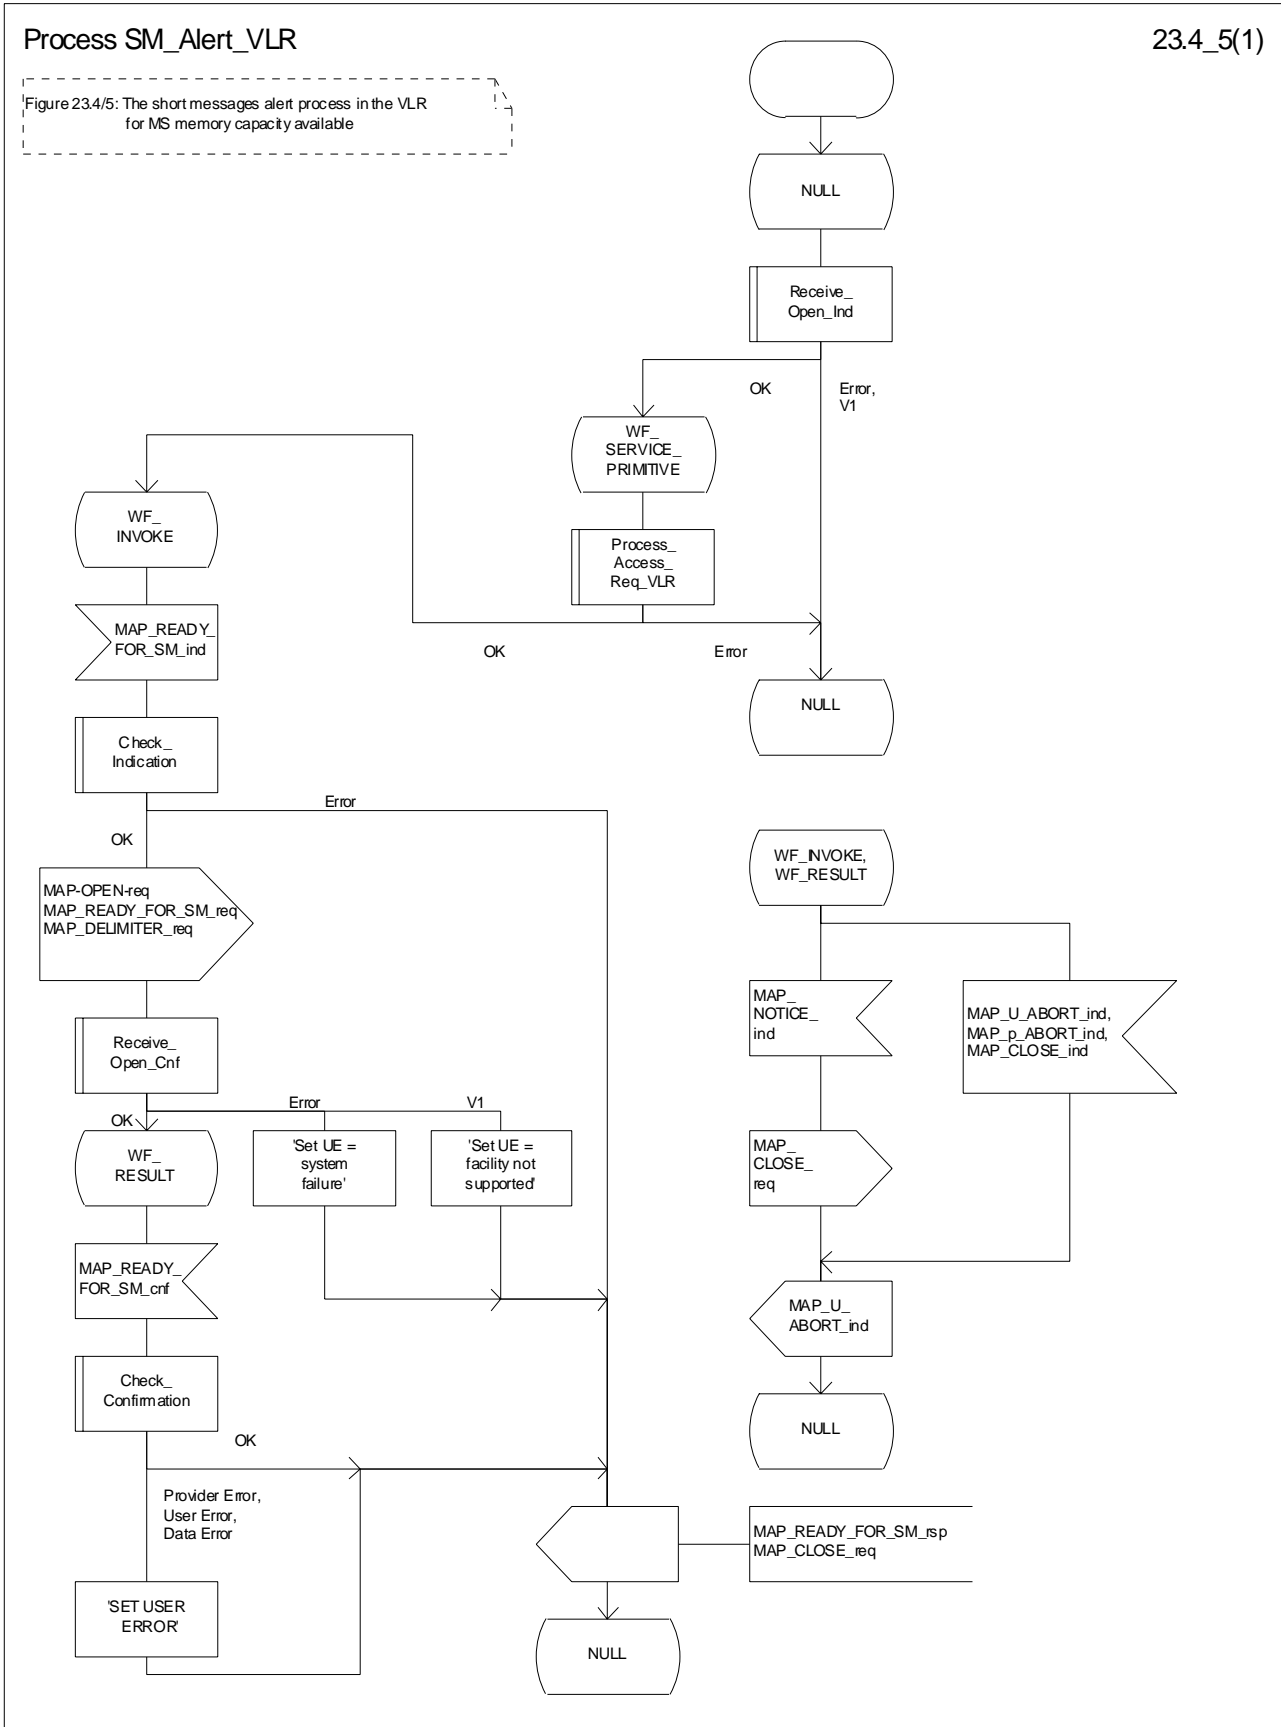 Process SM_Alert_VLR
23.4_5(1)
Figure 23.4/5: The short messages alert process in the VLR
for MS memory capacity available
NULL
Receive_
Open_Ind
OK
Error,
V1
WF_
SERVICE_
PRIMITIVE
WF_
INVOKE
Process_
Access_
Req_VLR
MAP_READY_
FOR_SM_ind
OK
Error
NULL
Check_
Indication
Error
OK
WF_INVOKE,
WF_RESULT
MAP-OPEN-req
MAP_READY_FOR_SM_req
MAP_DELIMITER_req
MAP_
NOTICE_
ind
MAP_U_ABORT_ind,
MAP_p_ABORT_ind,
MAP_CLOSE_ind
Receive_
Open_Cnf
Error
V1
OK
WF_
RESULT
'Set UE =
system
failure'
'Set UE =
facility not
supported'
MAP_
CLOSE_
req
MAP_READY_
FOR_SM_cnf
MAP_U_
ABORT_ind
Check_
Confirmation
NULL
OK
Provider Error,
User Error,
Data Error
MAP_READY_FOR_SM_rsp
MAP_CLOSE_req
'SET USER
ERROR'
NULL